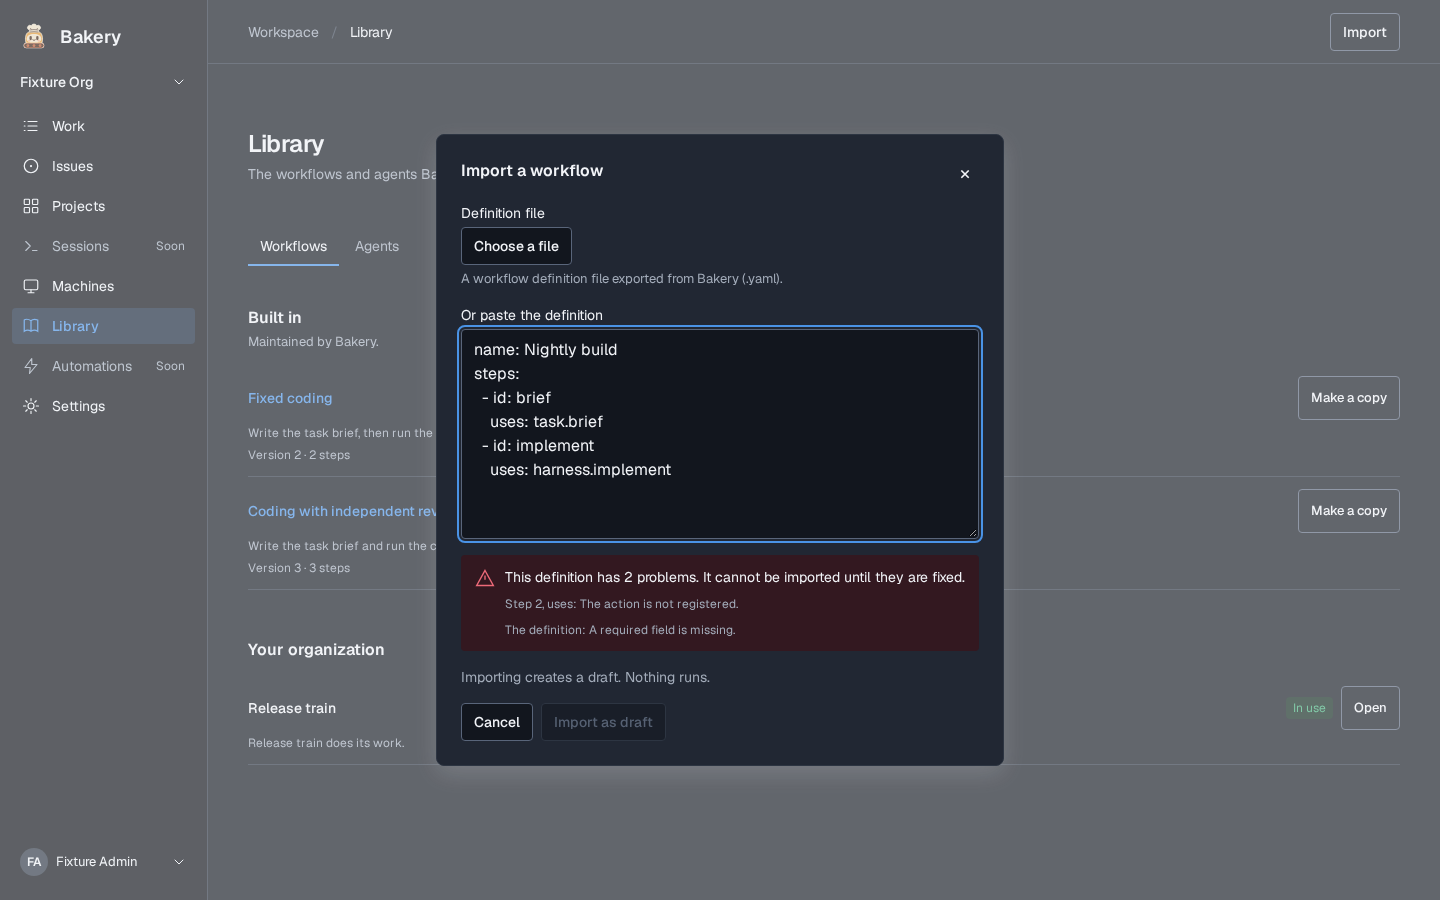 Bakery
Fixture Org
Work
Issues
Projects
Sessions Soon
Machines
Library
Automations Soon
Settings
FA Fixture Admin
Workspace / Library
Import
Library
The workflows and agents Ba
Workflows Agents
Built in
Maintained by Bakery.
Fixed coding
Make a copy
Write the task brief, then run the
Version 2 · 2 steps
Coding with independent rev
Make a copy
Write the task brief and run the c
Version 3 · 3 steps
Your organization
Release train
In use Open
Release train does its work.
Import a workflow
Definition file
Choose a file
A workflow definition file exported from Bakery (.yaml).
Or paste the definition
name: Nightly build
steps:
  - id: brief
    uses: task.brief
  - id: implement
    uses: harness.implement
This definition has 2 problems. It cannot be imported until they are fixed.
Step 2, uses: The action is not registered.
The definition: A required field is missing.
Importing creates a draft. Nothing runs.
Cancel Import as draft